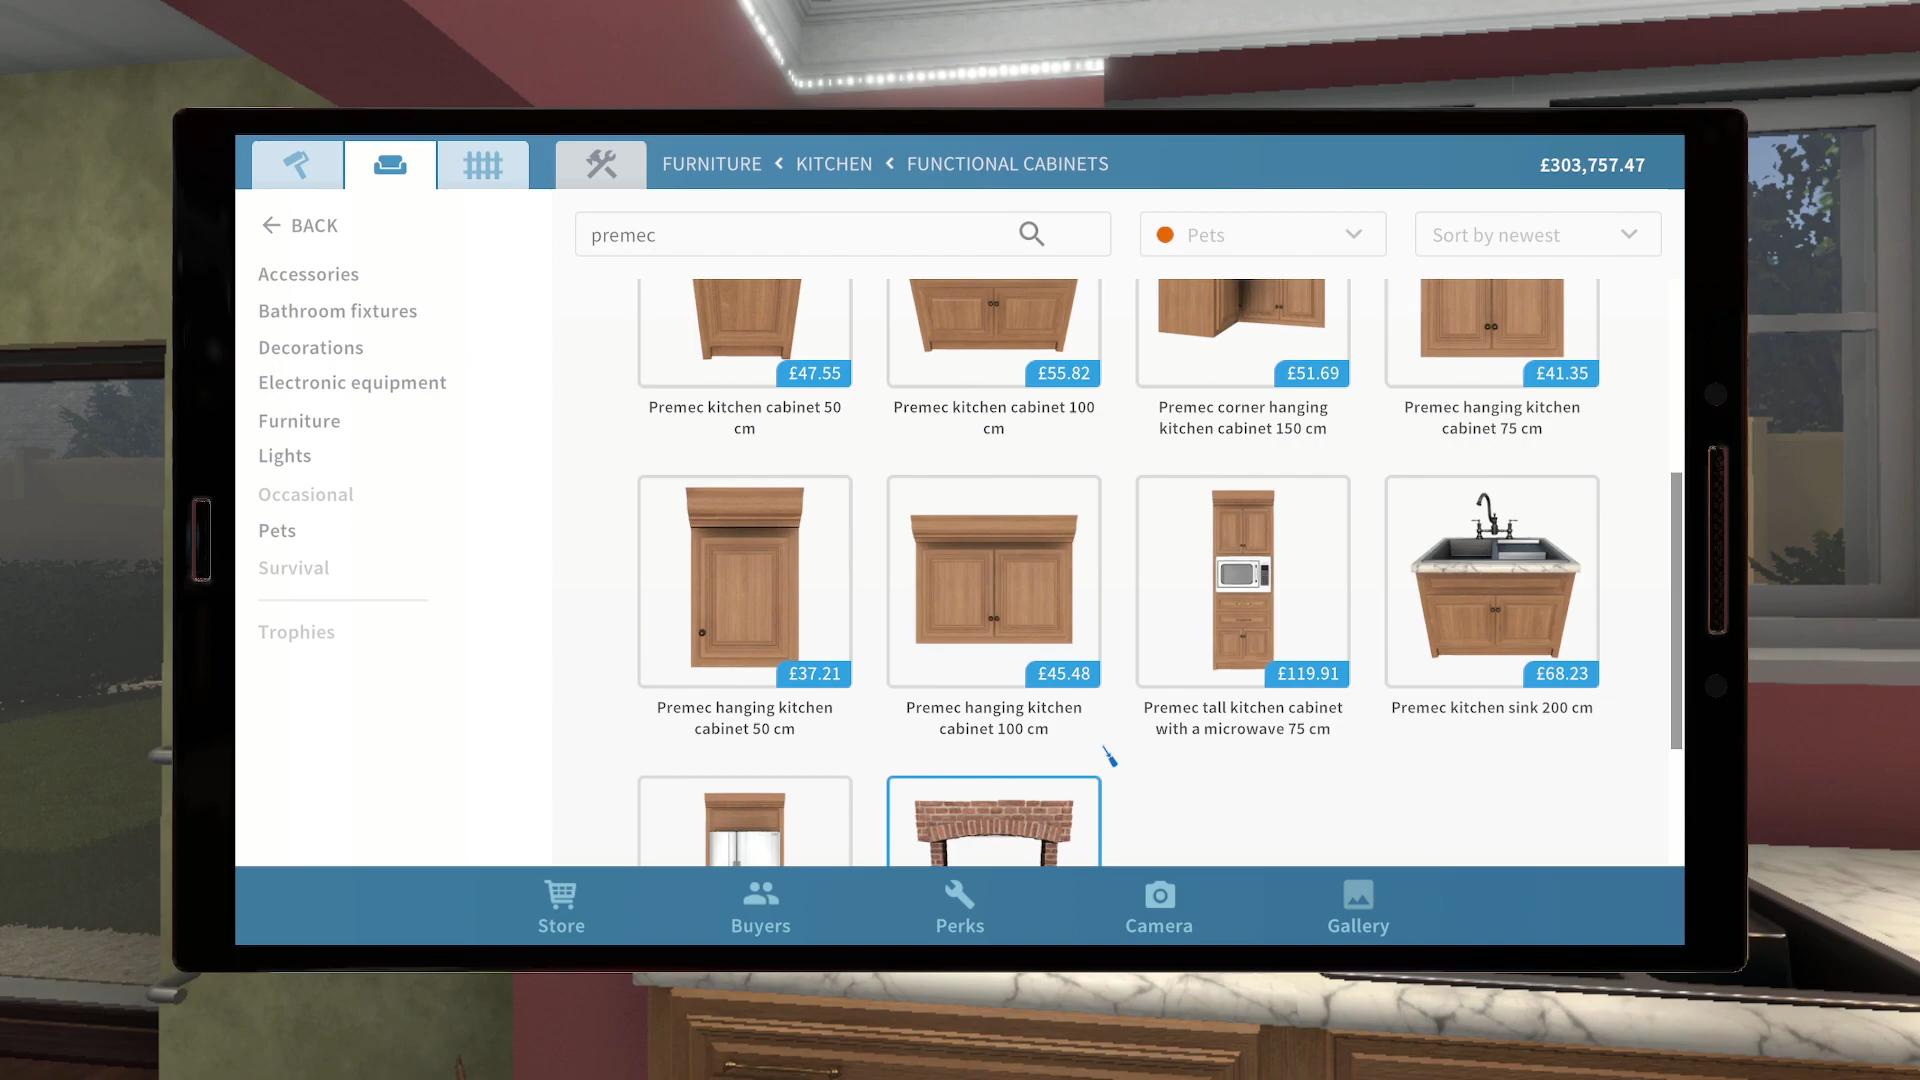 FURNITURE < KITCHEN < FUNCTIONAL CABINETS
£303,757.47
BACK
premec
Pets
Sort by newest
Accessories
Bathroom fixtures
Decorations
Electronic equipment
Furniture
Lights
Occasional
Pets
Survival
Trophies
£47.55
£55.82
£51.69
£41.35
Premec kitchen cabinet 50
cm
Premec kitchen cabinet 100
cm
Premec corner hanging
kitchen cabinet 150 cm
Premec hanging kitchen
cabinet 75 cm
£37.21
£45.48
£119.91
£68.23
Premec hanging kitchen
cabinet 50 cm
Premec hanging kitchen
cabinet 100 cm
Premec tall kitchen cabinet
with a microwave 75 cm
Premec kitchen sink 200 cm
Store
Buyers
Perks
Camera
Gallery